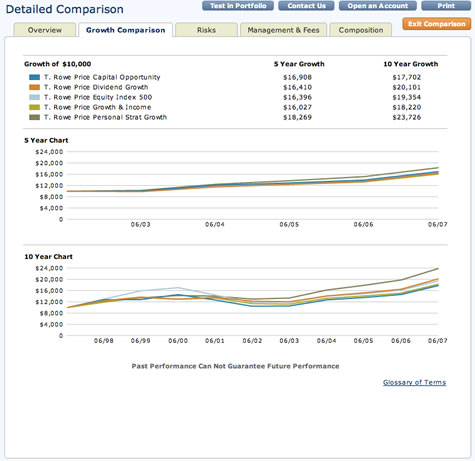 Detailed Comparison
Test in Portfolio Contact Us Open an Account Print
Overview Growth Comparison Risks Management & Fees Composition Exit Comparison
Growth of $10,000 5 Year Growth 10 Year Growth
T. Rowe Price Capital Opportunity $16,908 $17,702
T. Rowe Price Dividend Growth $16,410 $20,101
T. Rowe Price Equity Index 500 $16,396 $19,354
T. Rowe Price Growth & Income $16,027 $18,220
T. Rowe Price Personal Strat Growth $18,269 $23,726
5 Year Chart
$24,000
$20,000
$16,000
$12,000
$8,000
$4,000
0
06/03 06/04 06/05 06/06 06/07
10 Year Chart
$24,000
$20,000
$16,000
$12,000
$8,000
$4,000
0
06/98 06/99 06/00 06/01 06/02 06/03 06/04 06/05 06/06 06/07
Past Performance Can Not Guarantee Future Performance
Glossary of Terms